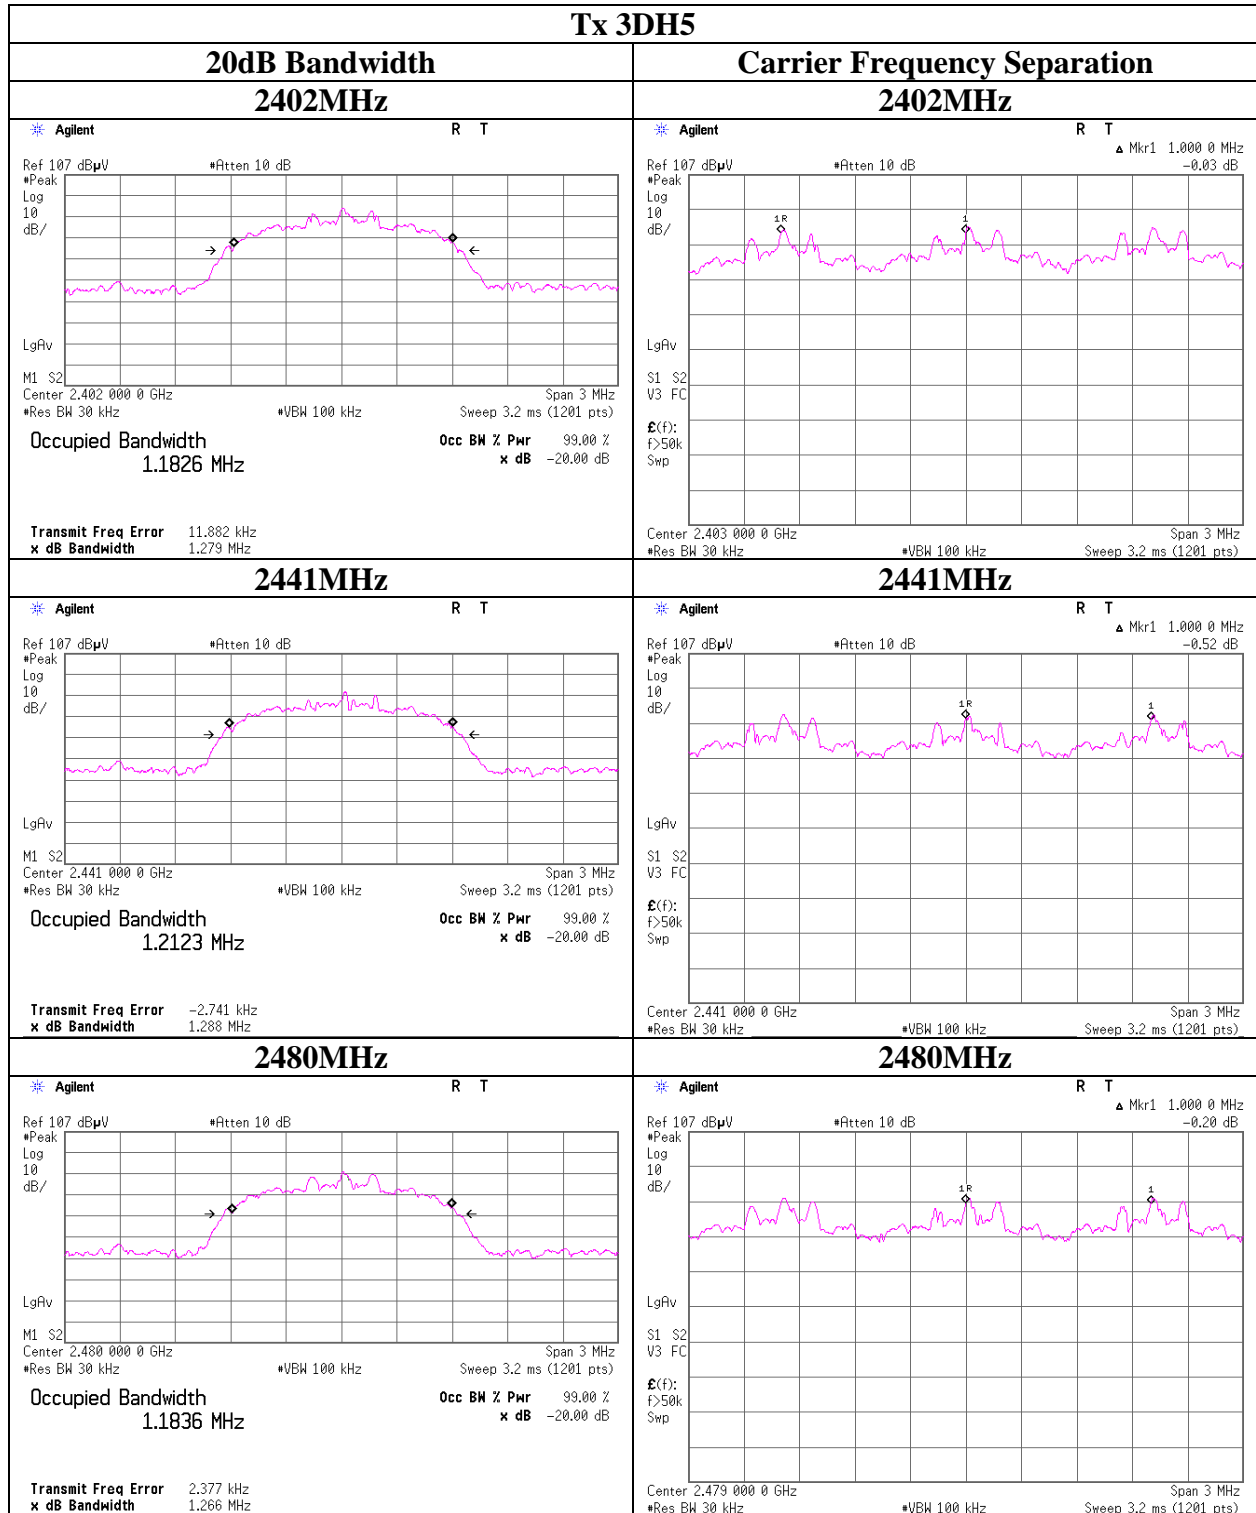 Tx 3DH5
20dB Bandwidth
Carrier Frequency Separation
2402MHz
2402MHz
Agilent R T
Ref 107 dBµV #Atten 10 dB
#Peak
Log
10
dB/
LgAv
M1 S2
Center 2.402 000 0 GHz Span 3 MHz
#Res BW 30 kHz #VBW 100 kHz Sweep 3.2 ms (1201 pts)
Occupied Bandwidth Occ BW % Pwr 99.00 %
1.1826 MHz x dB -20.00 dB
Transmit Freq Error 11.882 kHz
x dB Bandwidth 1.279 MHz
Agilent R T
Δ Mkr1 1.000 0 MHz
Ref 107 dBµV #Atten 10 dB -0.03 dB
#Peak
Log
10
dB/
1R 1
LgAv
S1 S2
V3 FC
£(f):
f>50k
Swp
Center 2.403 000 0 GHz Span 3 MHz
#Res BW 30 kHz #VBW 100 kHz Sweep 3.2 ms (1201 pts)
2441MHz
2441MHz
Agilent R T
Ref 107 dBµV #Atten 10 dB
#Peak
Log
10
dB/
LgAv
M1 S2
Center 2.441 000 0 GHz Span 3 MHz
#Res BW 30 kHz #VBW 100 kHz Sweep 3.2 ms (1201 pts)
Occupied Bandwidth Occ BW % Pwr 99.00 %
1.2123 MHz x dB -20.00 dB
Transmit Freq Error -2.741 kHz
x dB Bandwidth 1.288 MHz
Agilent R T
Δ Mkr1 1.000 0 MHz
Ref 107 dBµV #Atten 10 dB -0.52 dB
#Peak
Log
10
dB/
1R 1
LgAv
S1 S2
V3 FC
£(f):
f>50k
Swp
Center 2.441 000 0 GHz Span 3 MHz
#Res BW 30 kHz #VBW 100 kHz Sweep 3.2 ms (1201 pts)
2480MHz
2480MHz
Agilent R T
Ref 107 dBµV #Atten 10 dB
#Peak
Log
10
dB/
LgAv
M1 S2
Center 2.480 000 0 GHz Span 3 MHz
#Res BW 30 kHz #VBW 100 kHz Sweep 3.2 ms (1201 pts)
Occupied Bandwidth Occ BW % Pwr 99.00 %
1.1836 MHz x dB -20.00 dB
Transmit Freq Error 2.377 kHz
x dB Bandwidth 1.266 MHz
Agilent R T
Δ Mkr1 1.000 0 MHz
Ref 107 dBµV #Atten 10 dB -0.20 dB
#Peak
Log
10
dB/
1R 1
LgAv
S1 S2
V3 FC
£(f):
f>50k
Swp
Center 2.479 000 0 GHz Span 3 MHz
#Res BW 30 kHz #VBW 100 kHz Sweep 3.2 ms (1201 pts)